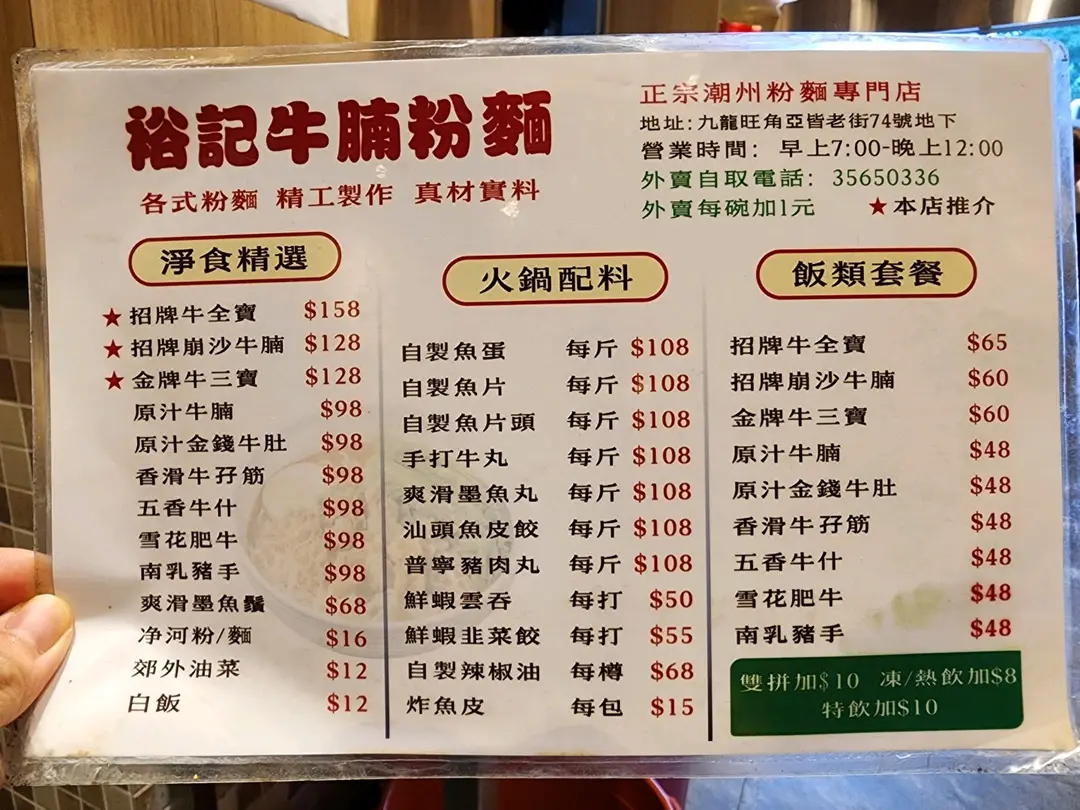 裕記牛腩粉麵
各式粉麵 精工製作 真材實料
正宗潮州粉麵專門店
地址:九龍旺角亞皆老街74號地下
營業時間: 早上7:00-晚上12:00
外賣自取電話: 35650336
外賣每碗加1元 ★本店推介
淨食精選
★招牌牛全寶 $158
★招牌崩沙牛腩 $128
★金牌牛三寶 $128
原汁牛腩 $98
原汁金錢牛肚 $98
香滑牛孖筋 $98
五香牛什 $98
雪花肥牛 $98
南乳豬手 $98
爽滑墨魚鬚 $68
净河粉/麵 $16
郊外油菜 $12
白飯 $12
火鍋配料
自製魚蛋 每斤 $108
自製魚片 每斤 $108
自製魚片頭 每斤 $108
手打牛丸 每斤 $108
爽滑墨魚丸 每斤 $108
汕頭魚皮餃 每斤 $108
普寧豬肉丸 每斤 $108
鮮蝦雲吞 每打 $50
鮮蝦韭菜餃 每打 $55
自製辣椒油 每樽 $68
炸魚皮 每包 $15
飯類套餐
招牌牛全寶 $65
招牌崩沙牛腩 $60
金牌牛三寶 $60
原汁牛腩 $48
原汁金錢牛肚 $48
香滑牛孖筋 $48
五香牛什 $48
雪花肥牛 $48
南乳豬手 $48
雙拼加$10 凍/熱飲加$8
特飲加$10